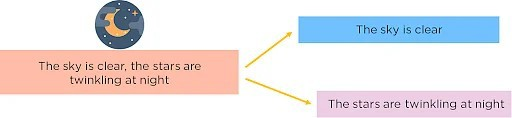 The sky is clear, the stars are
twinkling at night
The sky is clear
The stars are twinkling at night